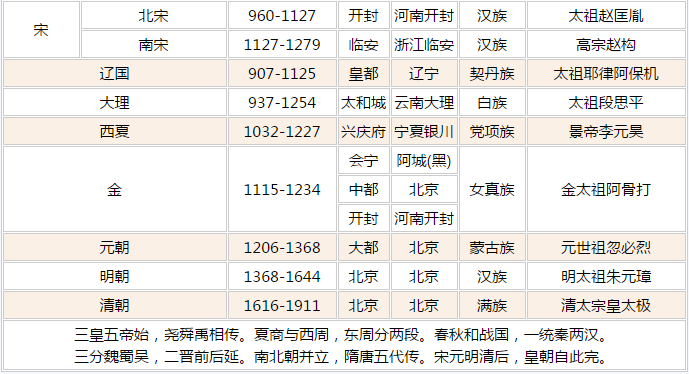 宋 北宋 960-1127 开封 河南开封 汉族 太祖赵匡胤
南宋 1127-1279 临安 浙江临安 汉族 高宗赵构
辽国 907-1125 皇都 辽宁 契丹族 太祖耶律阿保机
大理 937-1254 太和城 云南大理 白族 太祖段思平
西夏 1032-1227 兴庆府 宁夏银川 党项族 景帝李元昊
金 1115-1234 会宁 阿城(黑) 女真族 金太祖阿骨打
中都 北京
开封 河南开封
元朝 1206-1368 大都 北京 蒙古族 元世祖忽必烈
明朝 1368-1644 北京 北京 汉族 明太祖朱元璋
清朝 1616-1911 北京 北京 满族 清太宗皇太极
三皇五帝始，尧舜禹相传。夏商与西周，东周分两段。春秋和战国，一统秦两汉。
三分魏蜀吴，二晋前后延。南北朝并立，隋唐五代传。宋元明清后，皇朝自此完。